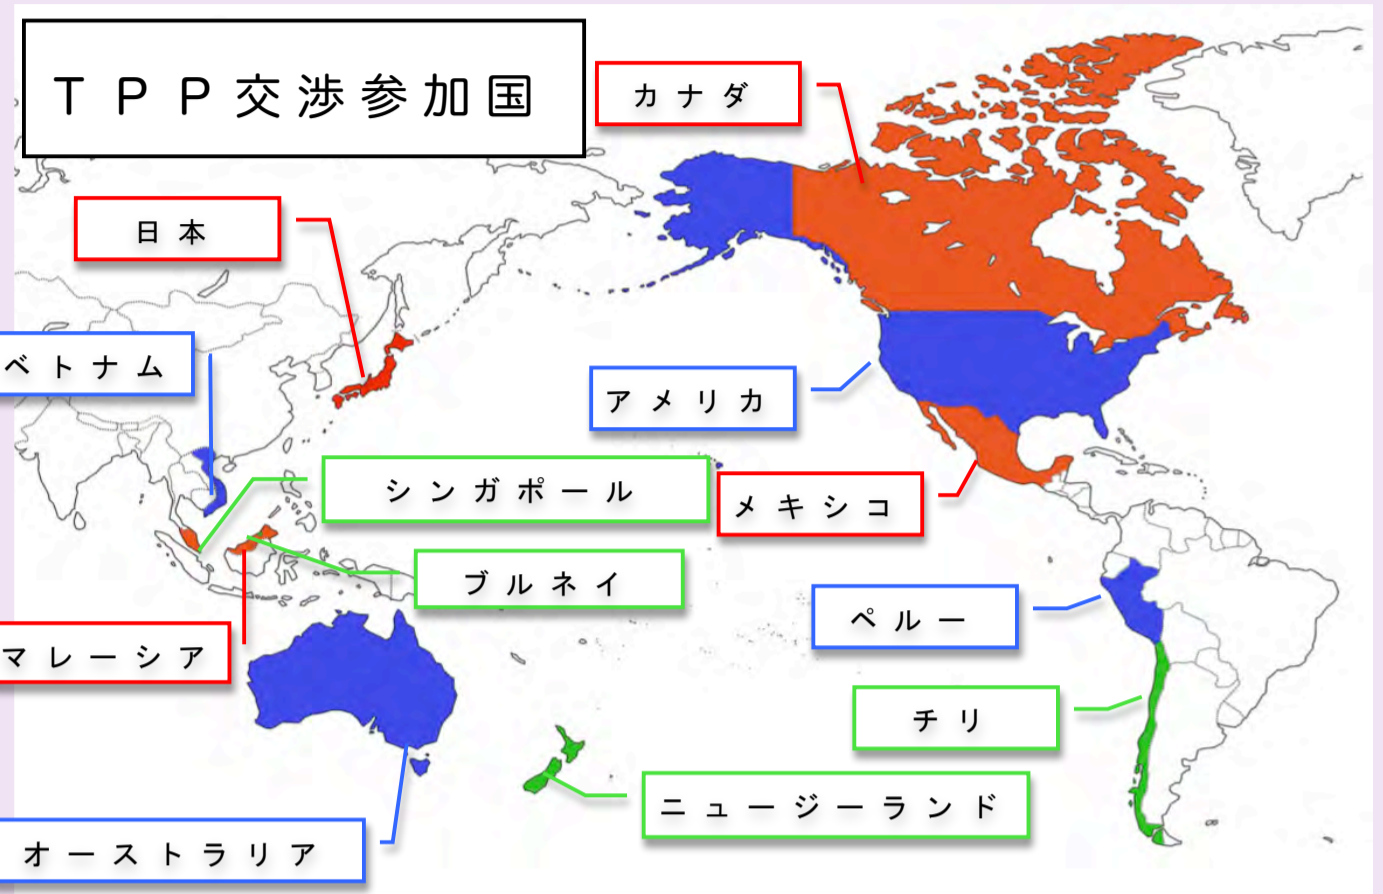 TPP交渉参加国
カナダ
日本
ベトナム
アメリカ
シンガポール
メキシコ
ブルネイ
ペルー
マレーシア
チリ
ニュージーランド
オーストラリア